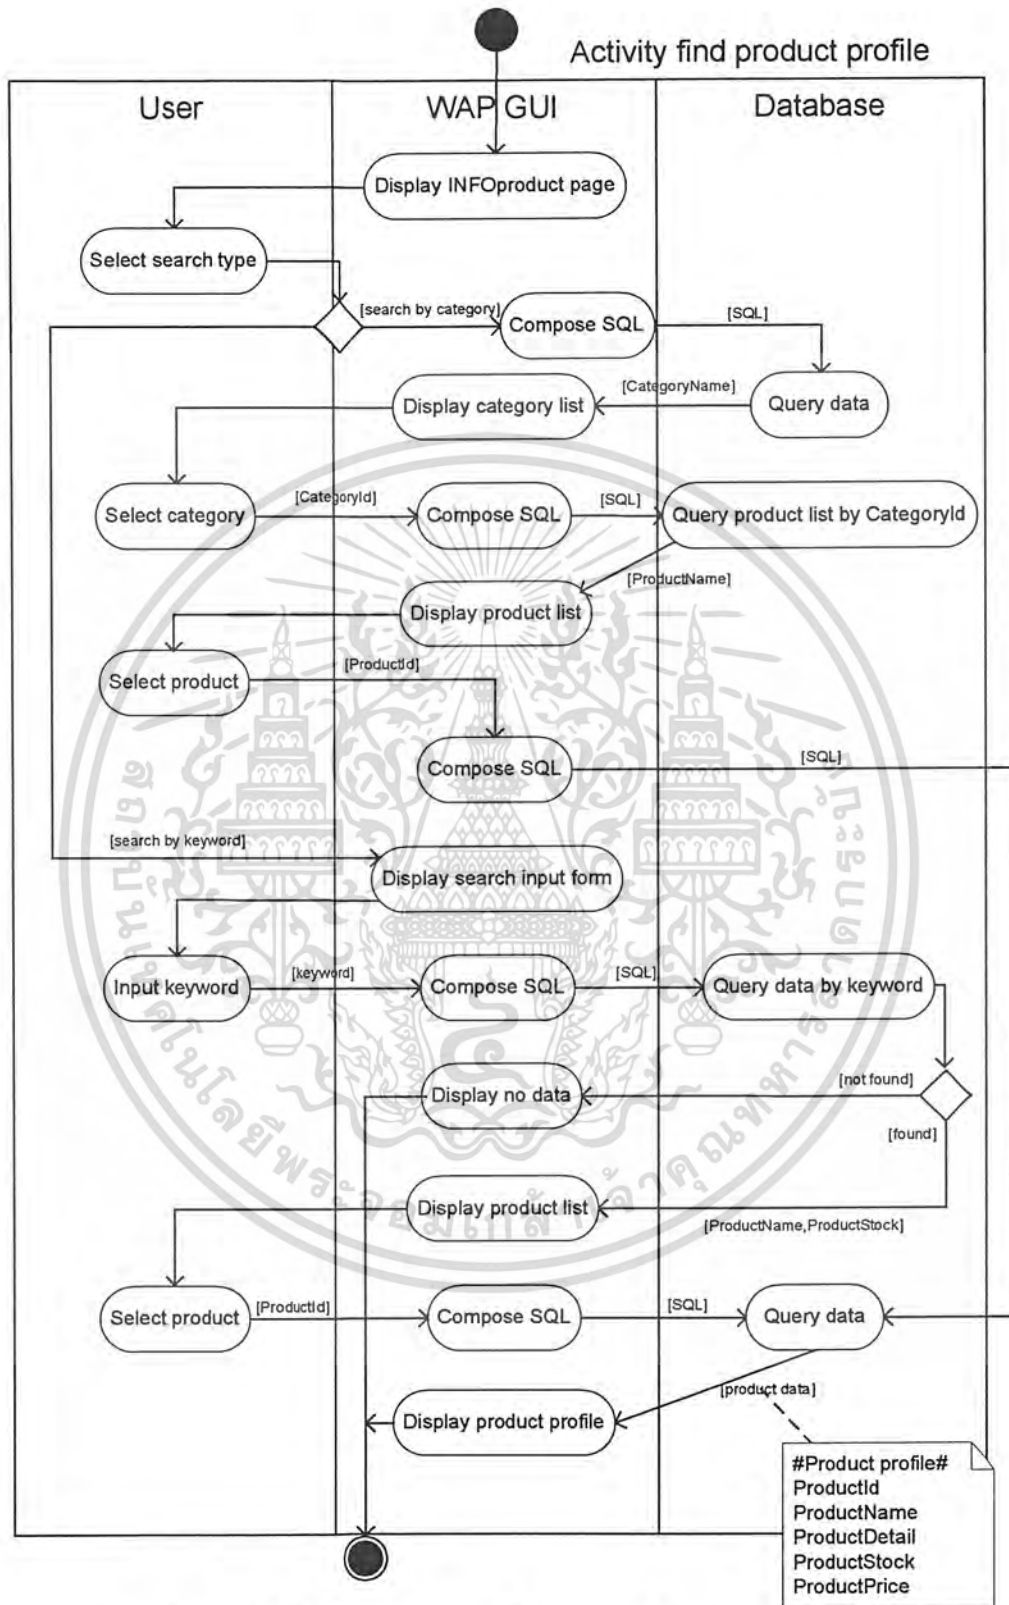 Activity find product profile
User
WAP GUI
Database
Display INFOproduct page
Select search type
[search by category]
Compose SQL
[SQL]
[CategoryName]
Display category list
Query data
Select category
[CategoryId]
Compose SQL
[SQL]
Query product list by CategoryId
[ProductName]
Display product list
Select product
[ProductId]
Compose SQL
[SQL]
[search by keyword]
Display search input form
Input keyword
[keyword]
Compose SQL
[SQL]
Query data by keyword
Display no data
[not found]
[found]
Display product list
[ProductName,ProductStock]
Select product
[ProductId]
Compose SQL
[SQL]
Query data
[product data]
Display product profile
#Product profile#
ProductId
ProductName
ProductDetail
ProductStock
ProductPrice